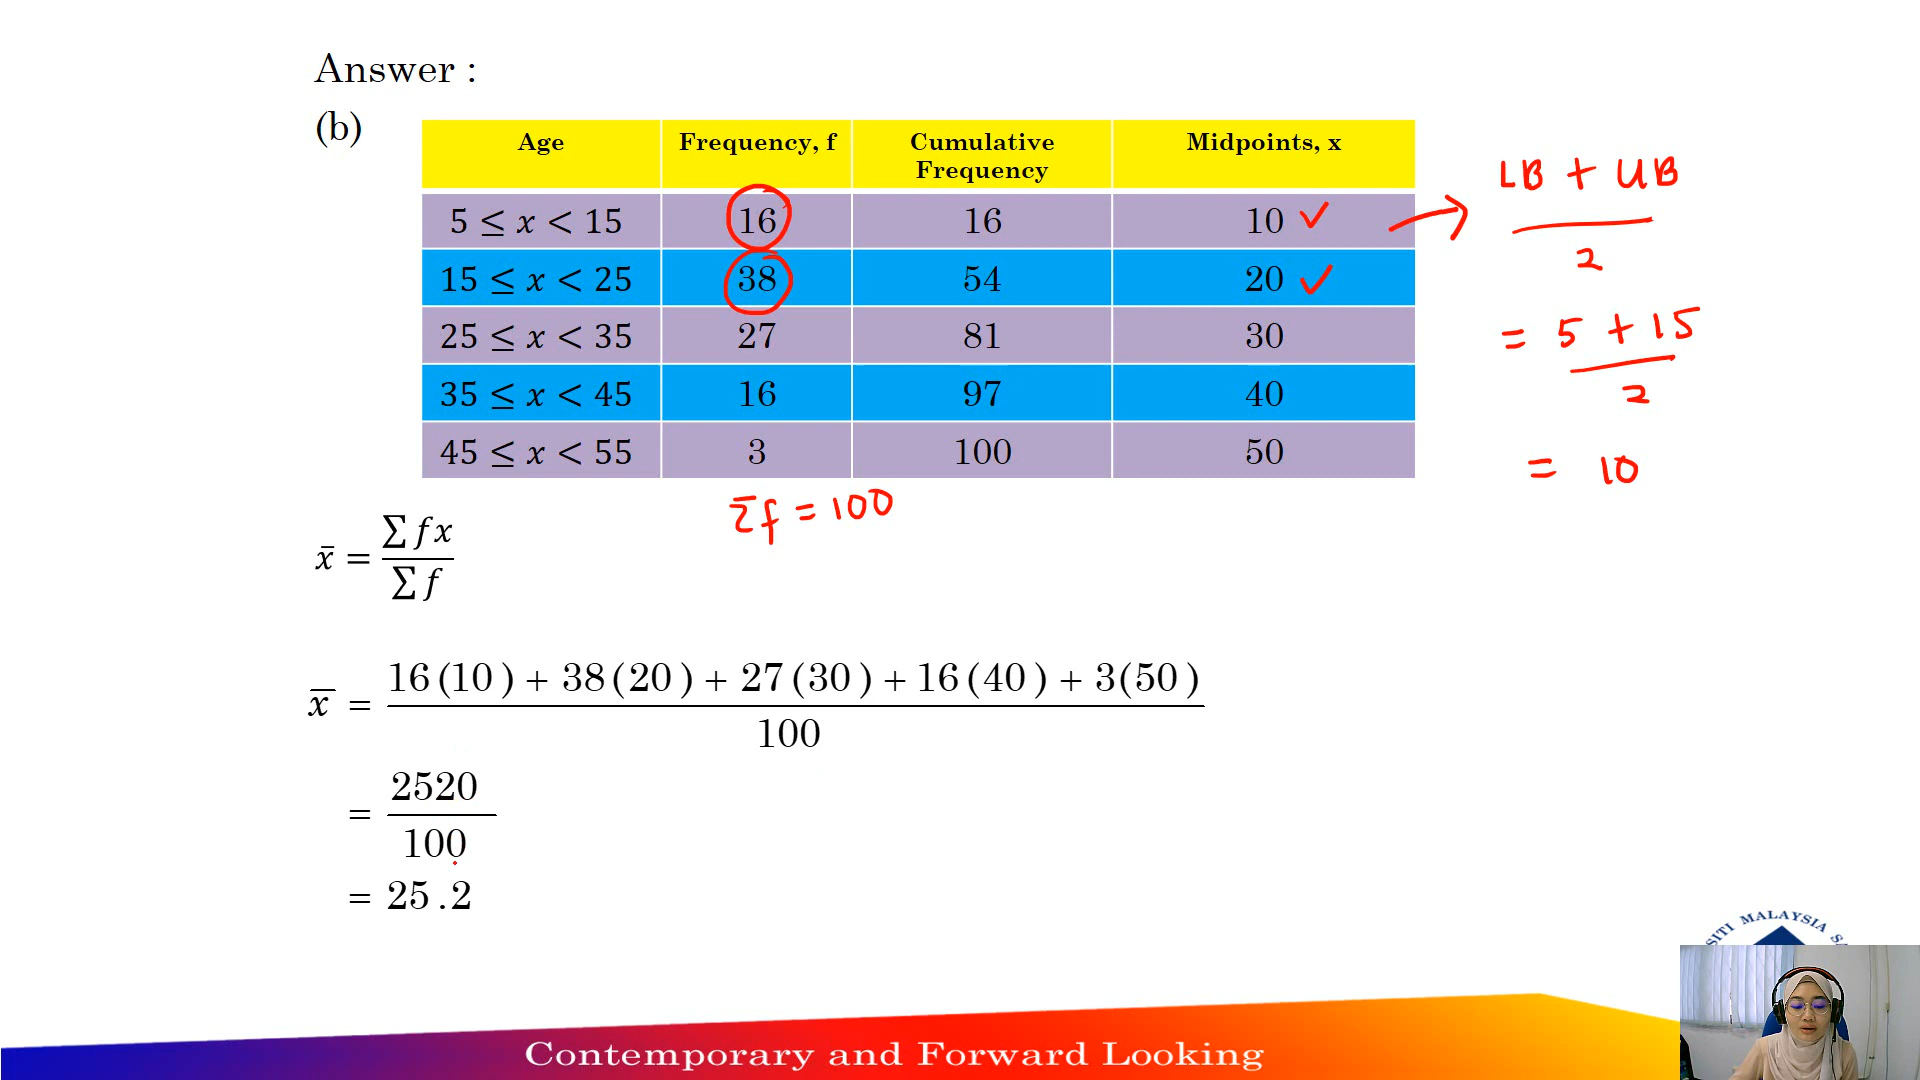 Answer :
(b)
Age Frequency, f Cumulative Frequency Midpoints, x
5 ≤ x < 15 16 16 10 ✓
15 ≤ x < 25 38 54 20 ✓
25 ≤ x < 35 27 81 30
35 ≤ x < 45 16 97 40
45 ≤ x < 55 3 100 50
LB + UB
2
= 5 + 15
2
= 10
Σf = 100
x̄ = ∑ fx / ∑ f
x̄ = 16(10) + 38(20) + 27(30) + 16(40) + 3(50) / 100
= 2520 / 100
= 25.2
SITI MALAYSIA SA
Contemporary and Forward Looking